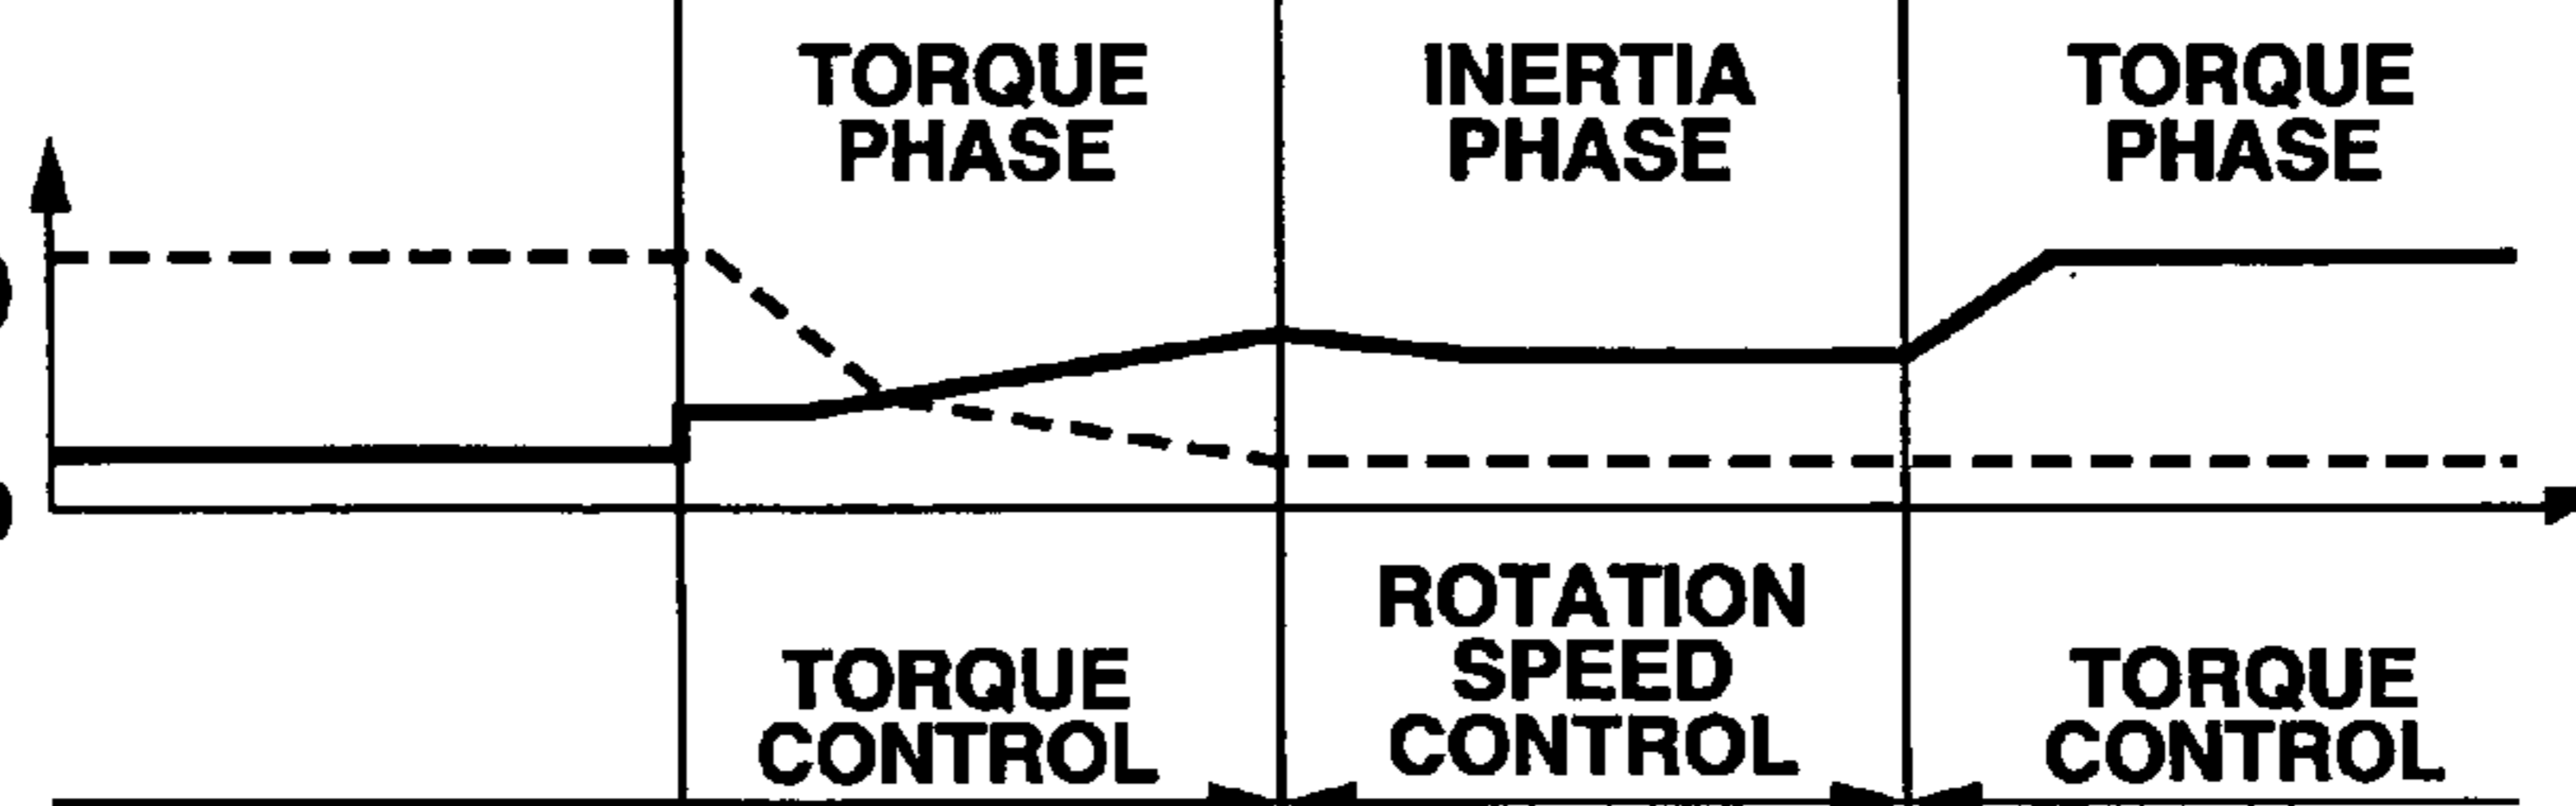 TORQUE
PHASE
INERTIA
PHASE
TORQUE
PHASE
TORQUE
CONTROL
ROTATION
SPEED
CONTROL
TORQUE
CONTROL